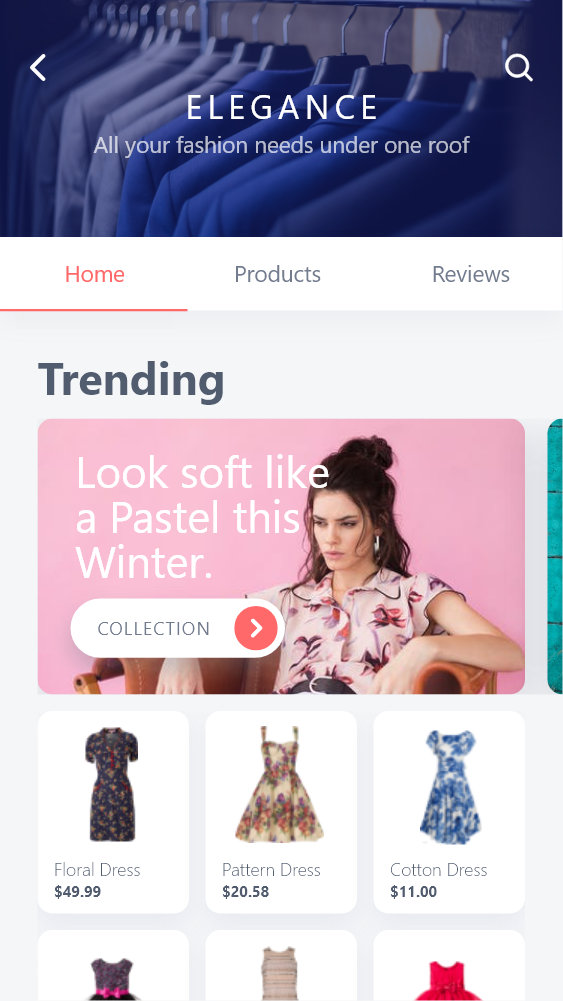 ELEGANCE
All your fashion needs under one roof
Home Products Reviews
Trending
Look soft like
a Pastel this
Winter.
COLLECTION
Floral Dress Pattern Dress Cotton Dress
$49.99 $20.58 $11.00